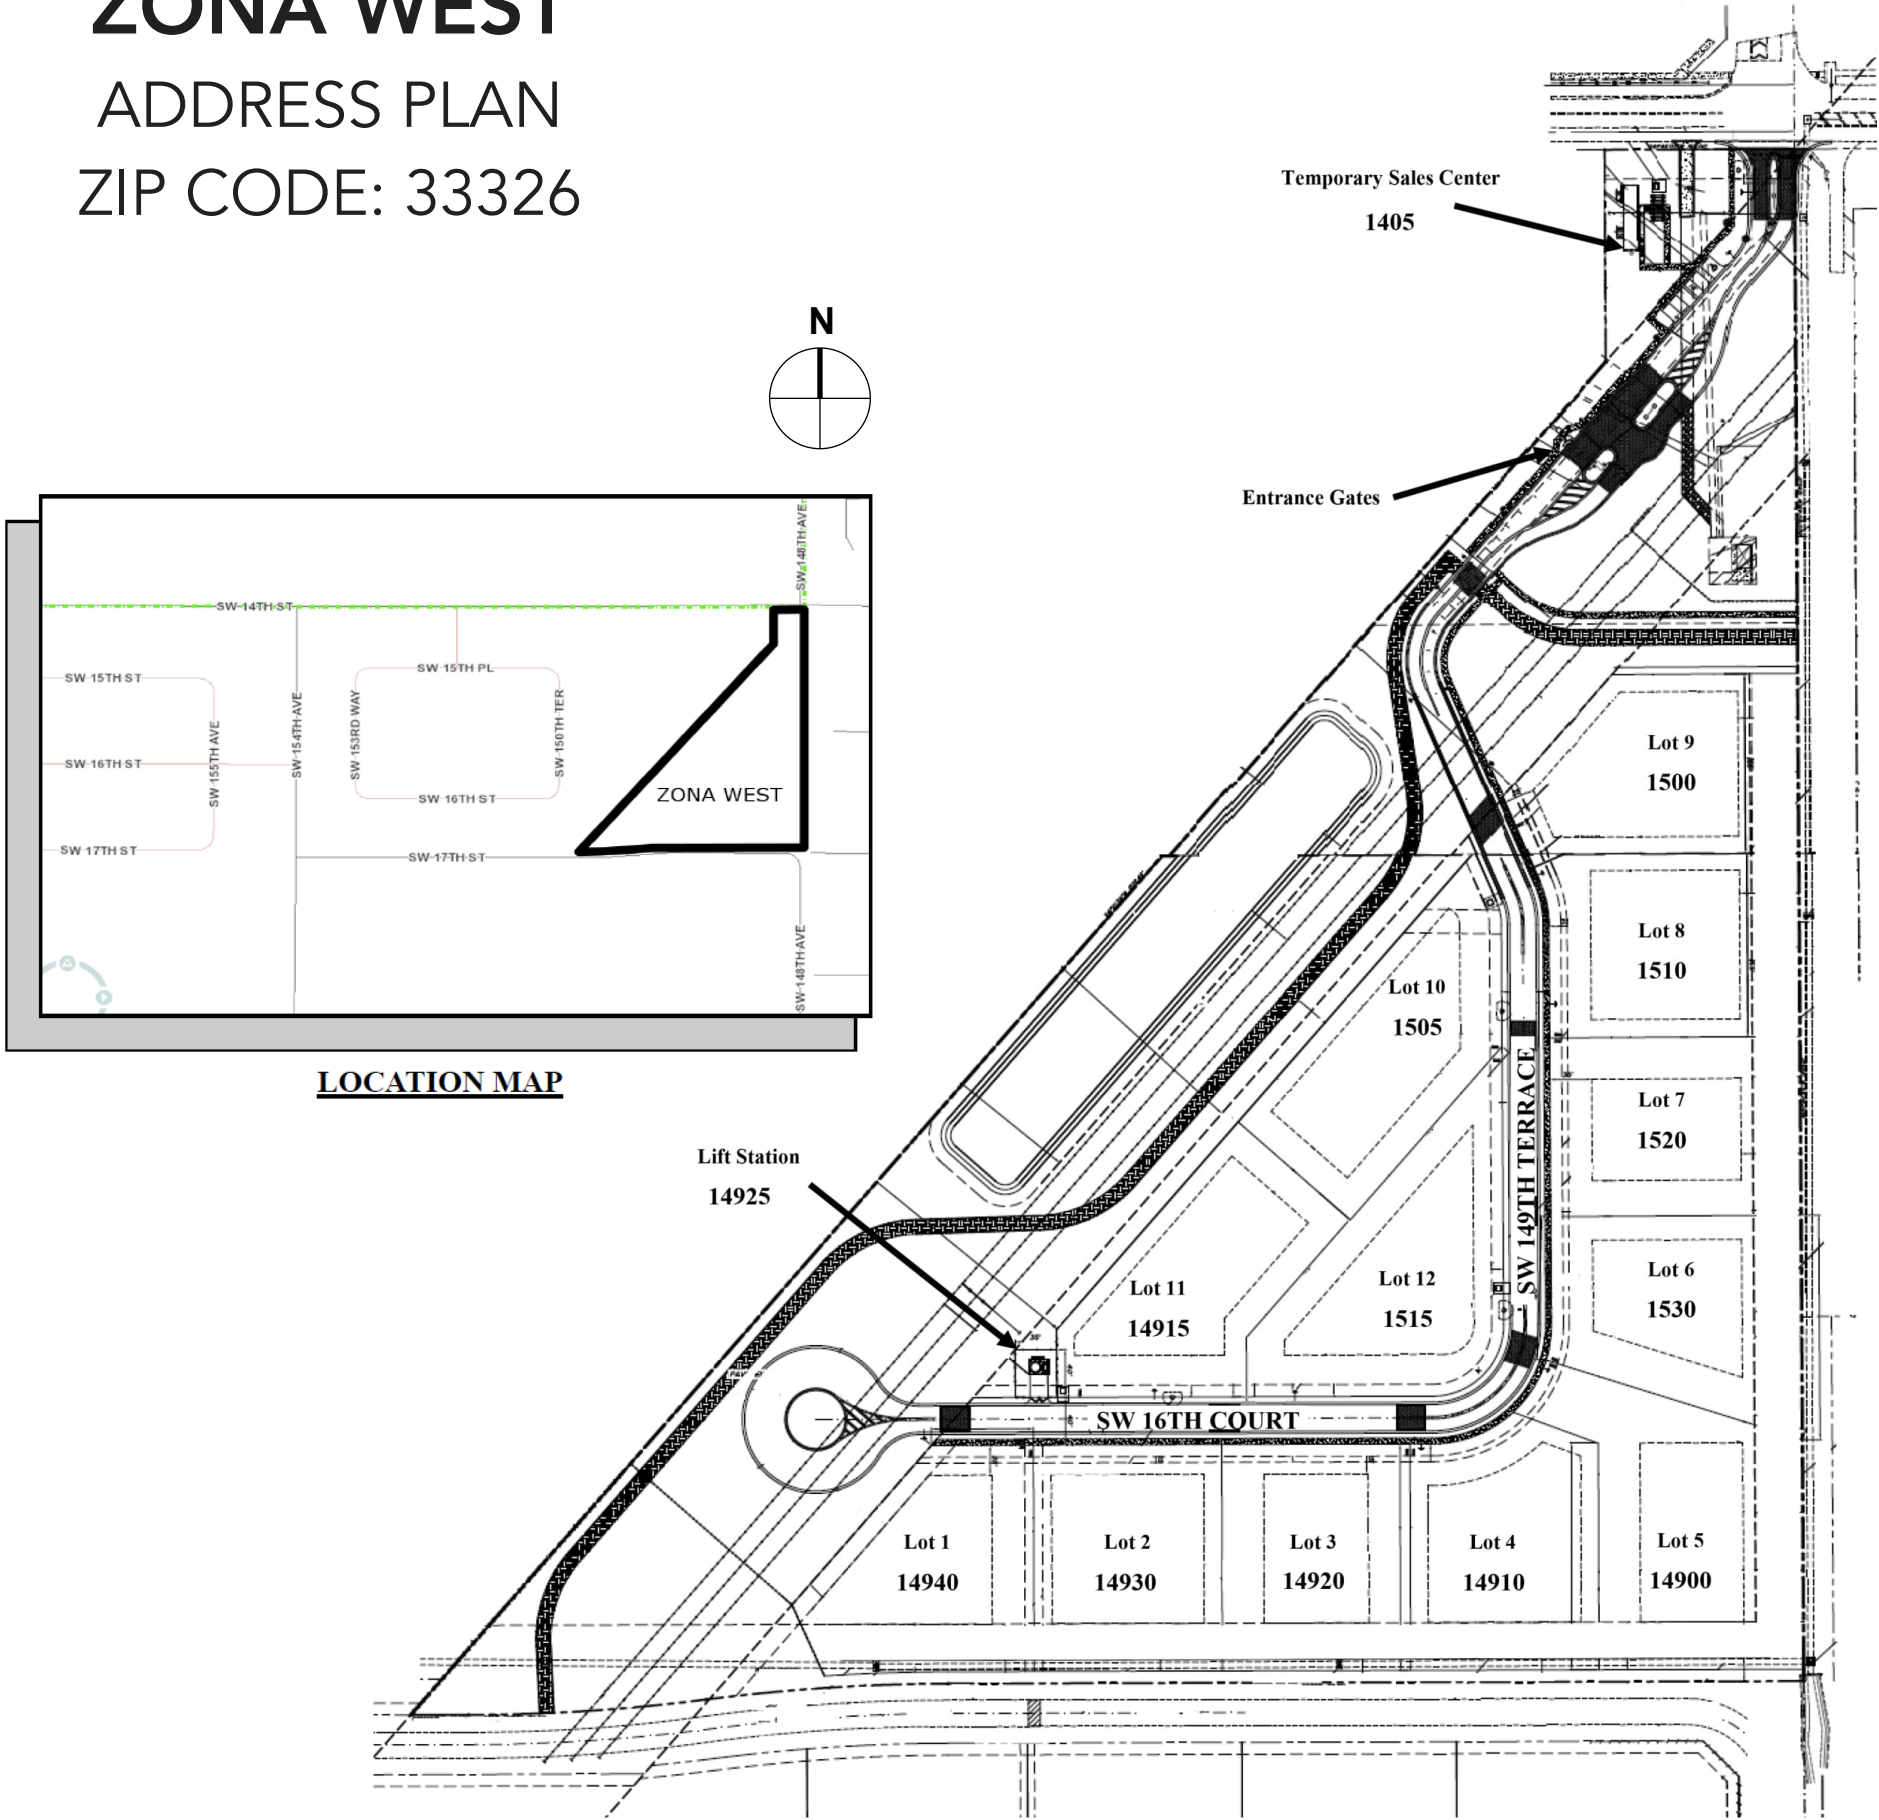 ZONA WEST
ADDRESS PLAN
ZIP CODE: 33326
N
Temporary Sales Center
1405
Entrance Gates
SW 148TH AVE
SW 14TH ST
SW 15TH ST
SW 155TH AVE
SW 154TH AVE
SW 153RD WAY
SW 15TH PL
SW 150TH TER
SW 16TH ST
SW 16TH ST
ZONA WEST
SW 17TH ST
SW 17TH ST
SW 148TH AVE
LOCATION MAP
Lot 9
1500
Lot 8
1510
Lot 10
1505
Lot 7
1520
SW 149TH TERRACE
Lift Station
14925
Lot 11
14915
Lot 12
1515
Lot 6
1530
35'
SW 16TH COURT
Lot 1
14940
Lot 2
14930
Lot 3
14920
Lot 4
14910
Lot 5
14900